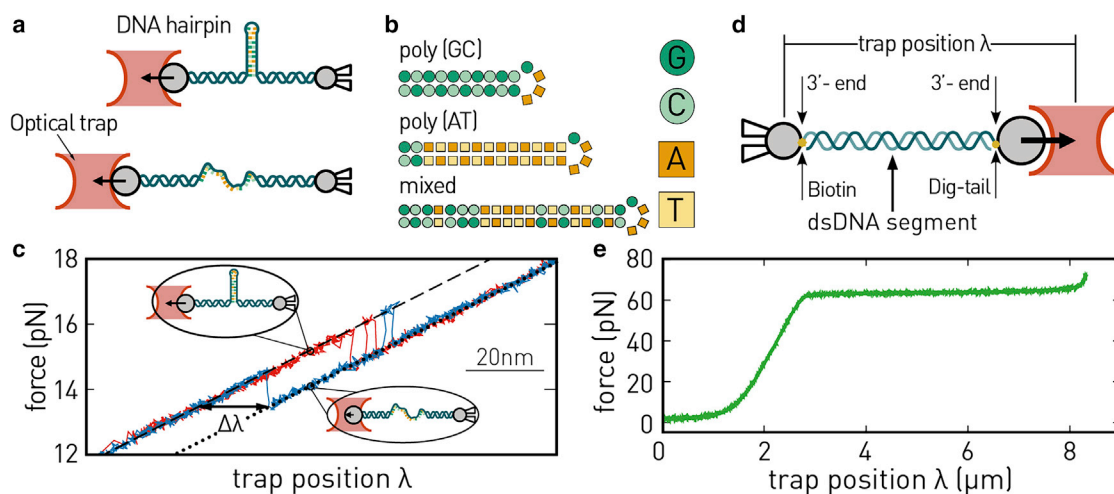 a
DNA hairpin
Optical trap
b
poly (GC)
poly (AT)
mixed
G
C
A
T
d
trap position λ
3'- end
3'- end
Biotin
Dig-tail
dsDNA segment
c
18
16
14
12
force (pN)
20nm
Δλ
trap position λ
e
80
60
40
20
0
force (pN)
0
2
4
6
8
trap position λ (μm)